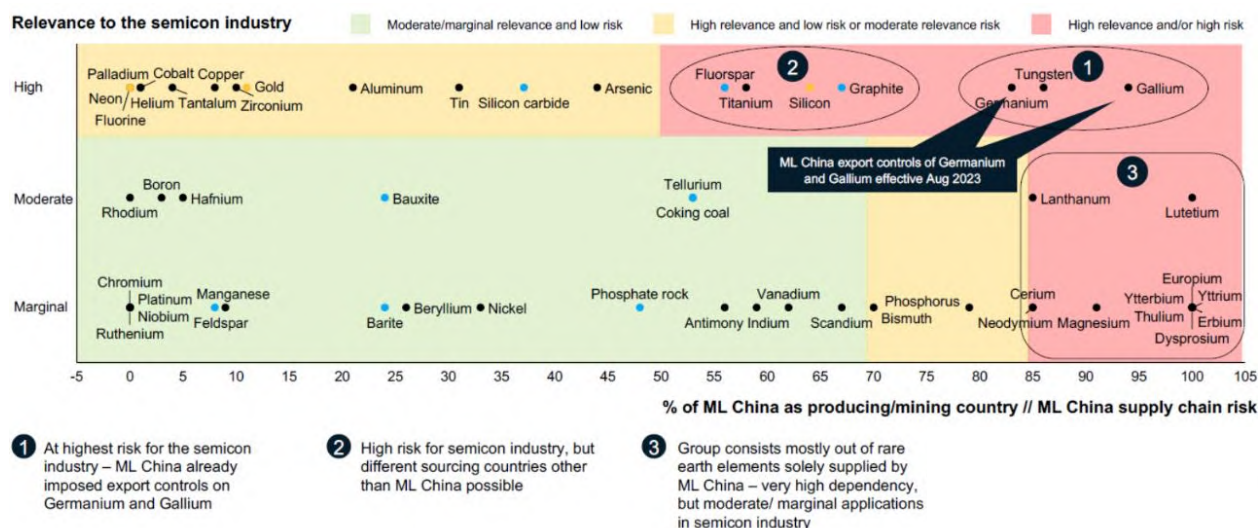 Relevance to the semicon industry
Moderate/marginal relevance and low risk
High relevance and low risk or moderate relevance risk
High relevance and/or high risk
High
Palladium
Cobalt
Copper
Gold
Neon
Helium
Tantalum
Zirconium
Fluorine
Aluminum
Tin
Silicon carbide
Arsenic
2
Fluorspar
Titanium
Silicon
Graphite
1
Tungsten
Germanium
Gallium
ML China export controls of Germanium
and Gallium effective Aug 2023
Moderate
Boron
Rhodium
Hafnium
Bauxite
Tellurium
Coking coal
3
Lanthanum
Lutetium
Marginal
Chromium
Platinum
Niobium
Ruthenium
Manganese
Feldspar
Barite
Beryllium
Nickel
Phosphate rock
Antimony
Vanadium
Indium
Scandium
Phosphorus
Bismuth
Cerium
Neodymium
Magnesium
Europium
Ytterbium
Yttrium
Thulium
Erbium
Dysprosium
-5 0 5 10 15 20 25 30 35 40 45 50 55 60 65 70 75 80 85 90 95 100 105
% of ML China as producing/mining country // ML China supply chain risk
1
At highest risk for the semicon
industry – ML China already
imposed export controls on
Germanium and Gallium
2
High risk for semicon industry, but
different sourcing countries other
than ML China possible
3
Group consists mostly out of rare
earth elements solely supplied by
ML China – very high dependency,
but moderate/ marginal applications
in semicon industry